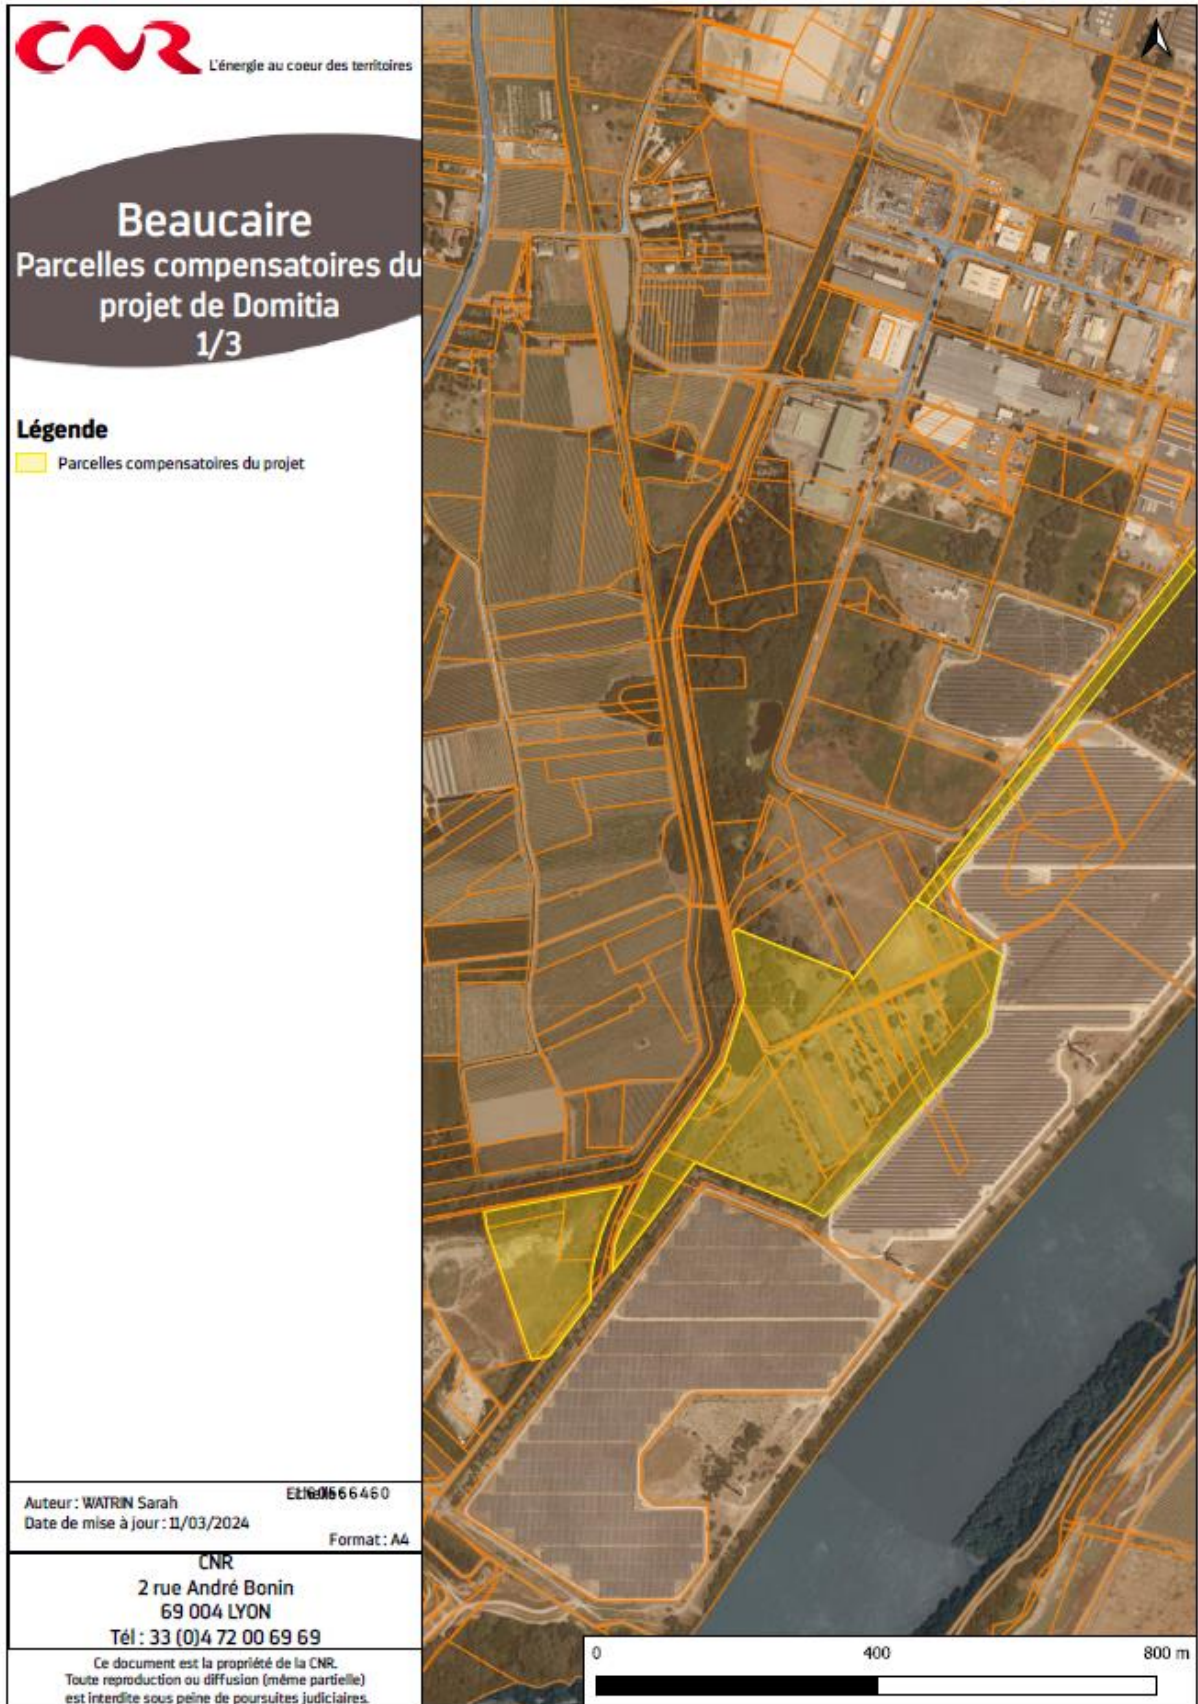 CNR L'énergie au coeur des territoires
Beaucaire
Parcelles compensatoires du
projet de Domitia
1/3
Légende
Parcelles compensatoires du projet
Auteur : WATRIN Sarah
Date de mise à jour : 11/03/2024
Format : A4
CNR
2 rue André Bonin
69 004 LYON
Tél : 33 (0)4 72 00 69 69
Ce document est la propriété de la CNR.
Toute reproduction ou diffusion (même partielle)
est interdite sous peine de poursuites judiciaires.
0 400 800 m